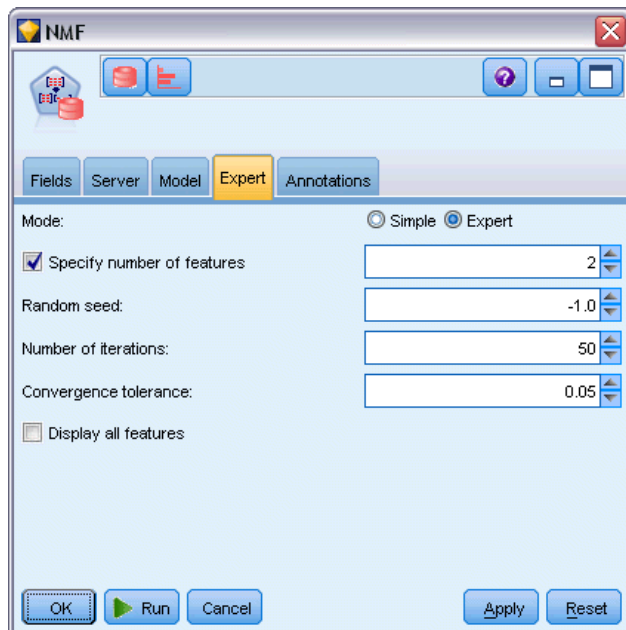 NMF
?
Fields Server Model Expert Annotations
Mode: Simple Expert
Specify number of features 2
Random seed: -1.0
Number of iterations: 50
Convergence tolerance: 0.05
Display all features
OK Run Cancel Apply Reset